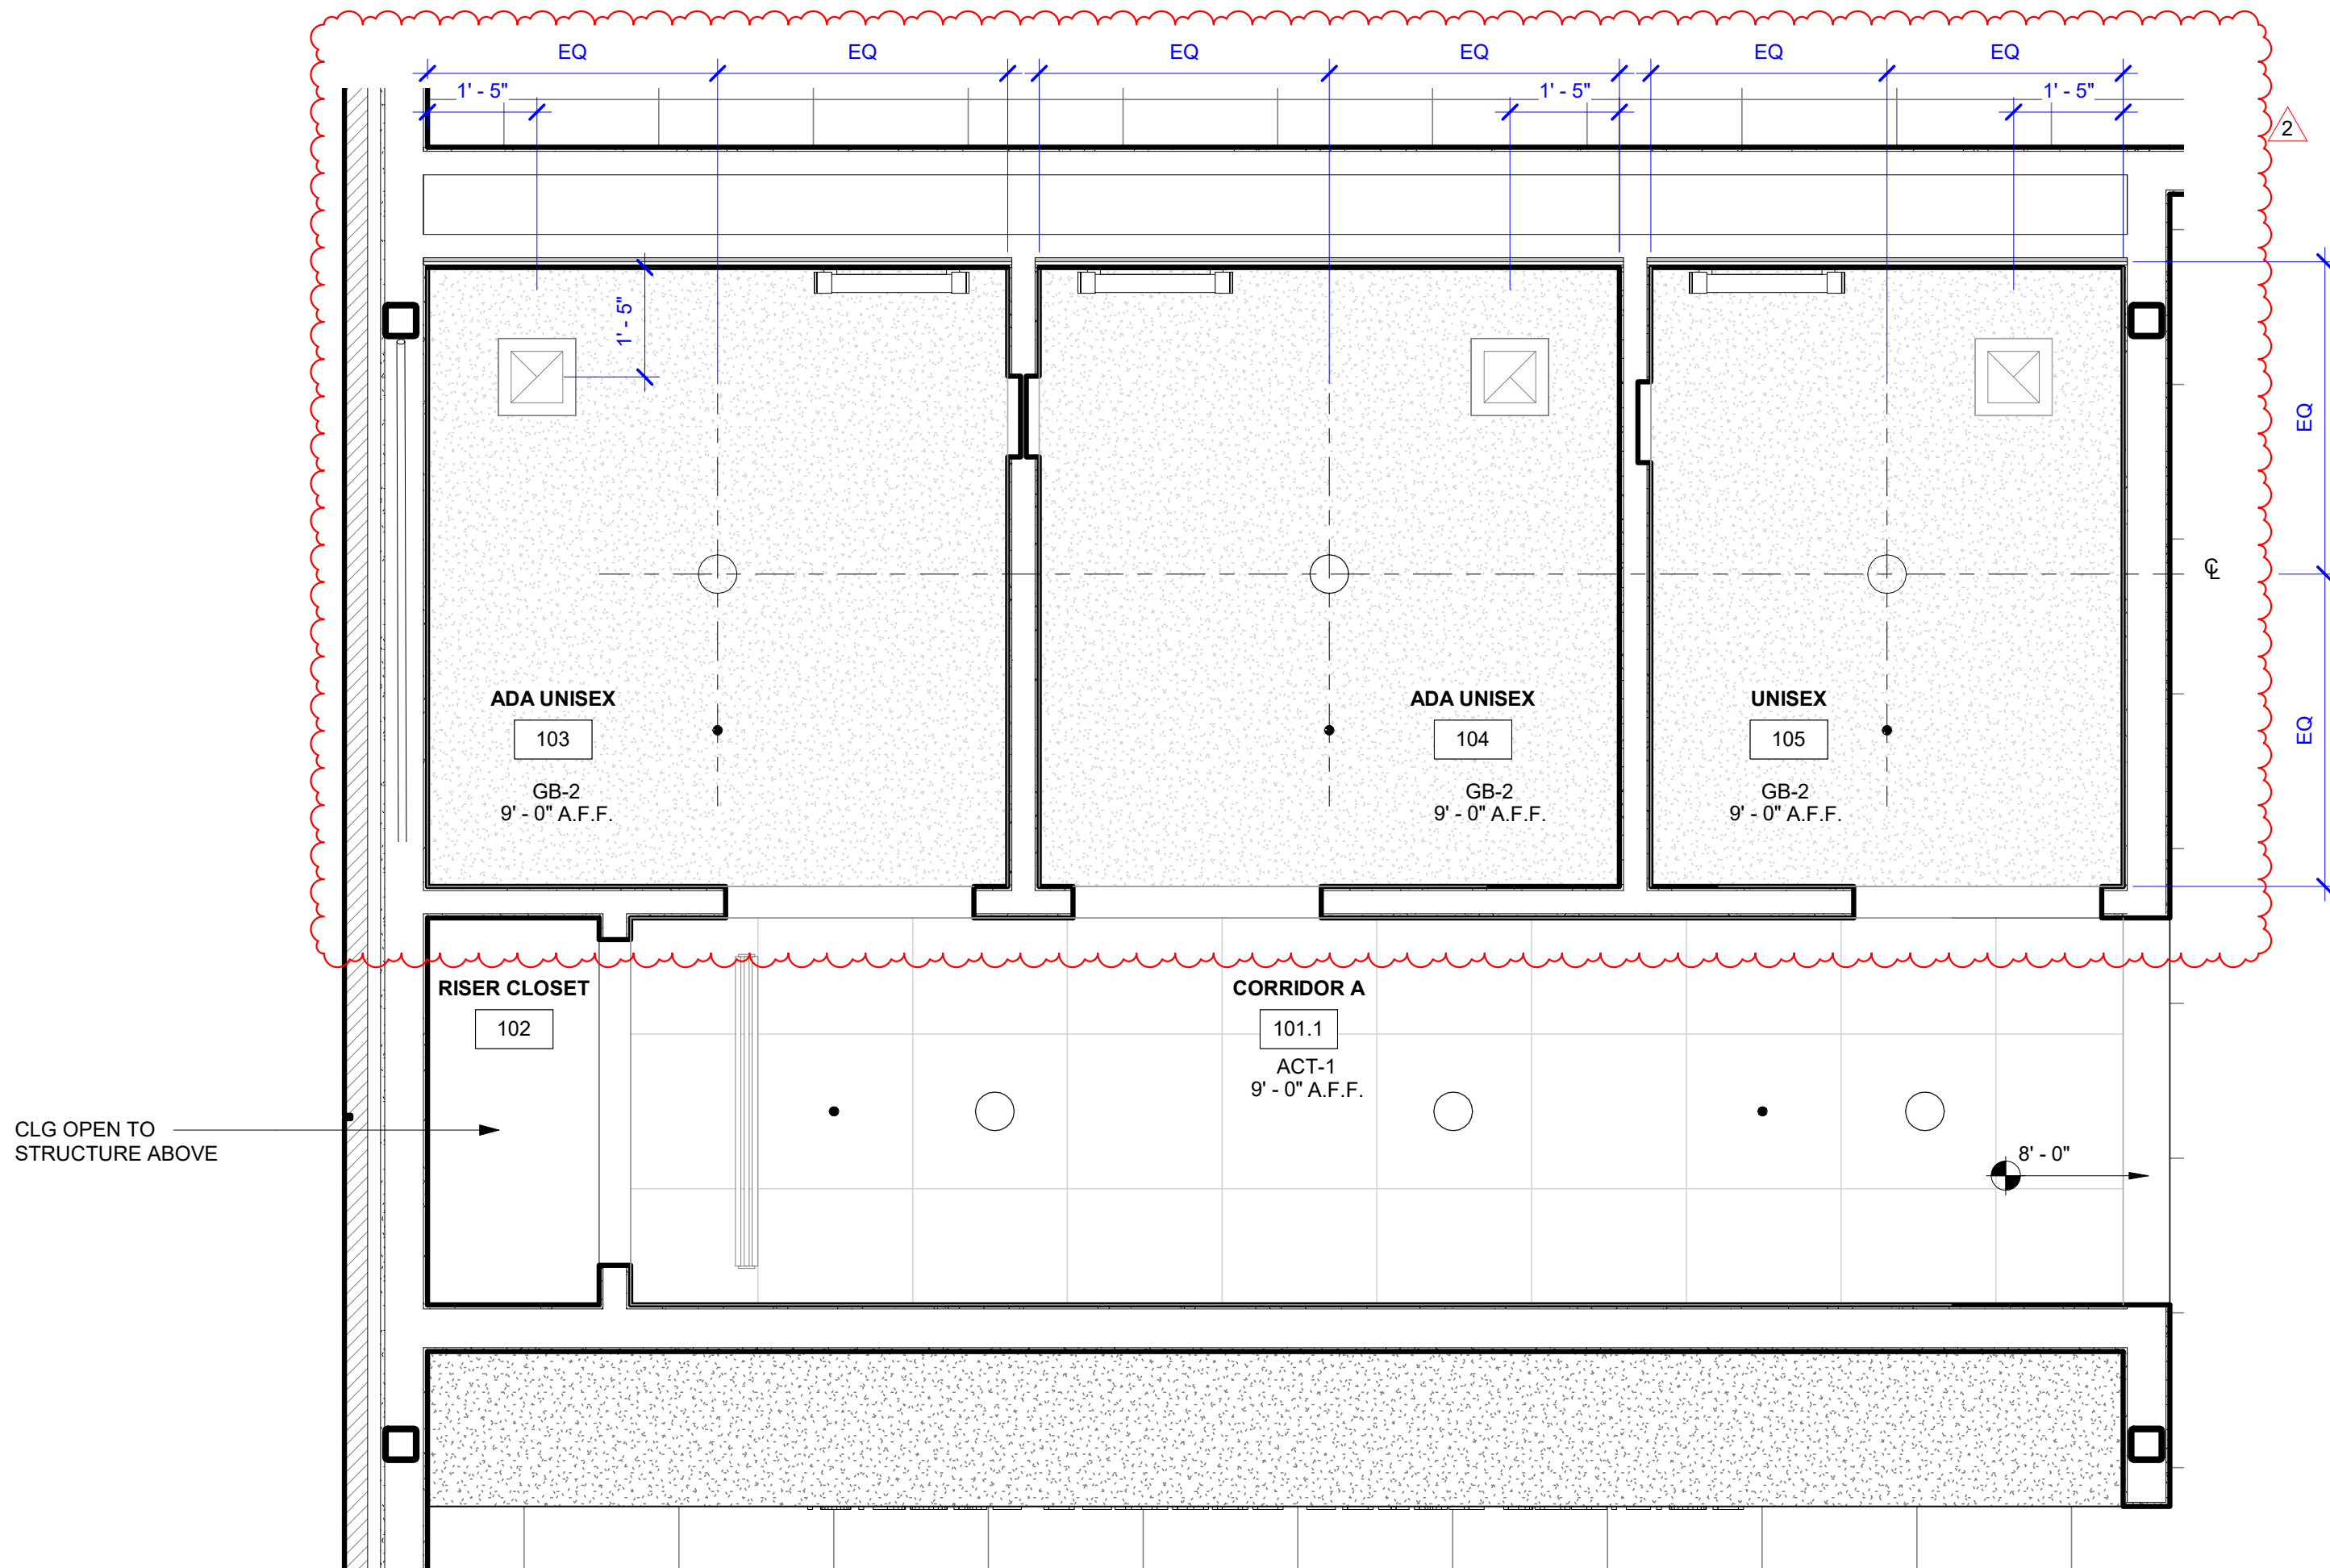 EQ EQ EQ EQ EQ EQ
1' - 5" 1' - 5" 1' - 5"
2
1' - 5"
EQ
℄
ADA UNISEX
103
GB-2
9' - 0" A.F.F.
ADA UNISEX
104
GB-2
9' - 0" A.F.F.
UNISEX
105
GB-2
9' - 0" A.F.F.
EQ
RISER CLOSET
102
CORRIDOR A
101.1
ACT-1
9' - 0" A.F.F.
CLG OPEN TO
STRUCTURE ABOVE
8' - 0"